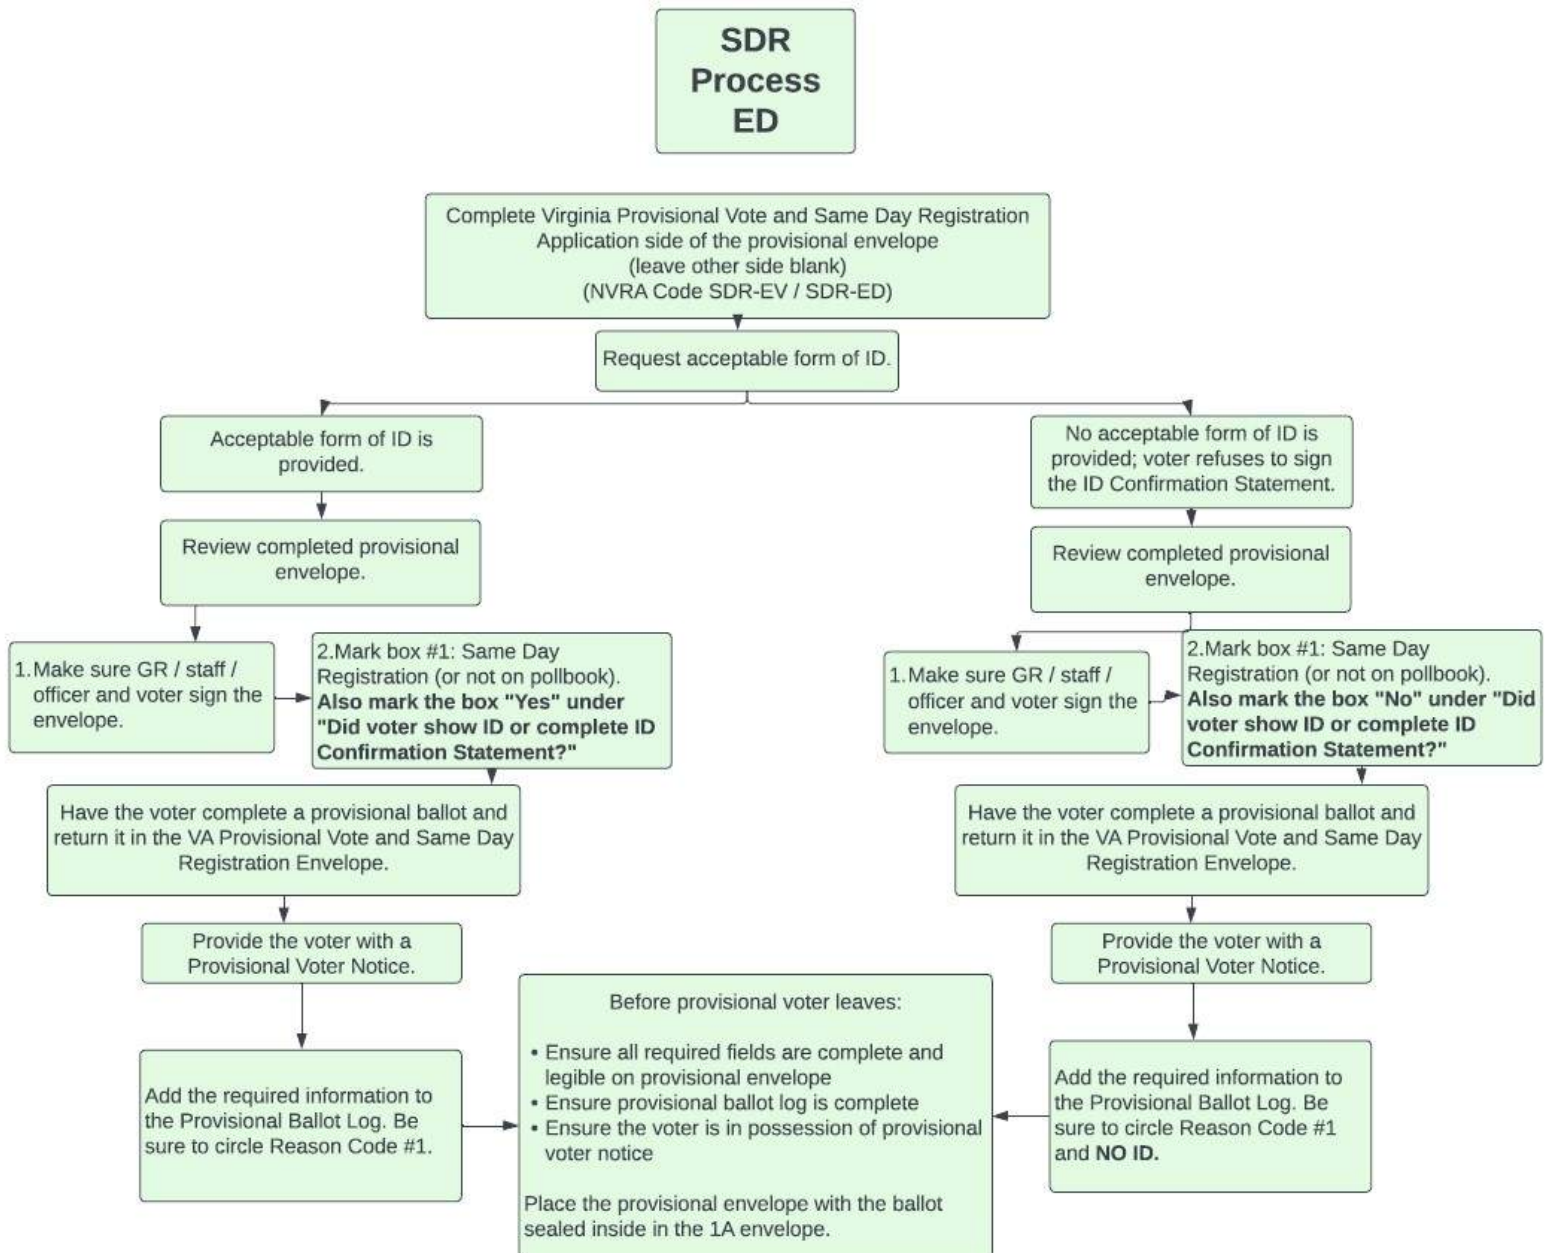 SDR
Process
ED
Complete Virginia Provisional Vote and Same Day Registration
Application side of the provisional envelope
(leave other side blank)
(NVRA Code SDR-EV / SDR-ED)
Request acceptable form of ID.
Acceptable form of ID is
provided.
Review completed provisional
envelope.
1. Make sure GR / staff /
officer and voter sign the
envelope.
2.Mark box #1: Same Day
Registration (or not on pollbook).
Also mark the box "Yes" under
"Did voter show ID or complete ID
Confirmation Statement?"
Have the voter complete a provisional ballot and
return it in the VA Provisional Vote and Same Day
Registration Envelope.
Provide the voter with a
Provisional Voter Notice.
Add the required information to
the Provisional Ballot Log. Be
sure to circle Reason Code #1.
No acceptable form of ID is
provided; voter refuses to sign
the ID Confirmation Statement.
Review completed provisional
envelope.
1. Make sure GR / staff /
officer and voter sign the
envelope.
2.Mark box #1: Same Day
Registration (or not on pollbook).
Also mark the box "No" under "Did
voter show ID or complete ID
Confirmation Statement?"
Have the voter complete a provisional ballot and
return it in the VA Provisional Vote and Same Day
Registration Envelope.
Provide the voter with a
Provisional Voter Notice.
Add the required information to
the Provisional Ballot Log. Be
sure to circle Reason Code #1
and NO ID.
Before provisional voter leaves:
• Ensure all required fields are complete and
legible on provisional envelope
• Ensure provisional ballot log is complete
• Ensure the voter is in possession of provisional
voter notice
Place the provisional envelope with the ballot
sealed inside in the 1A envelope.